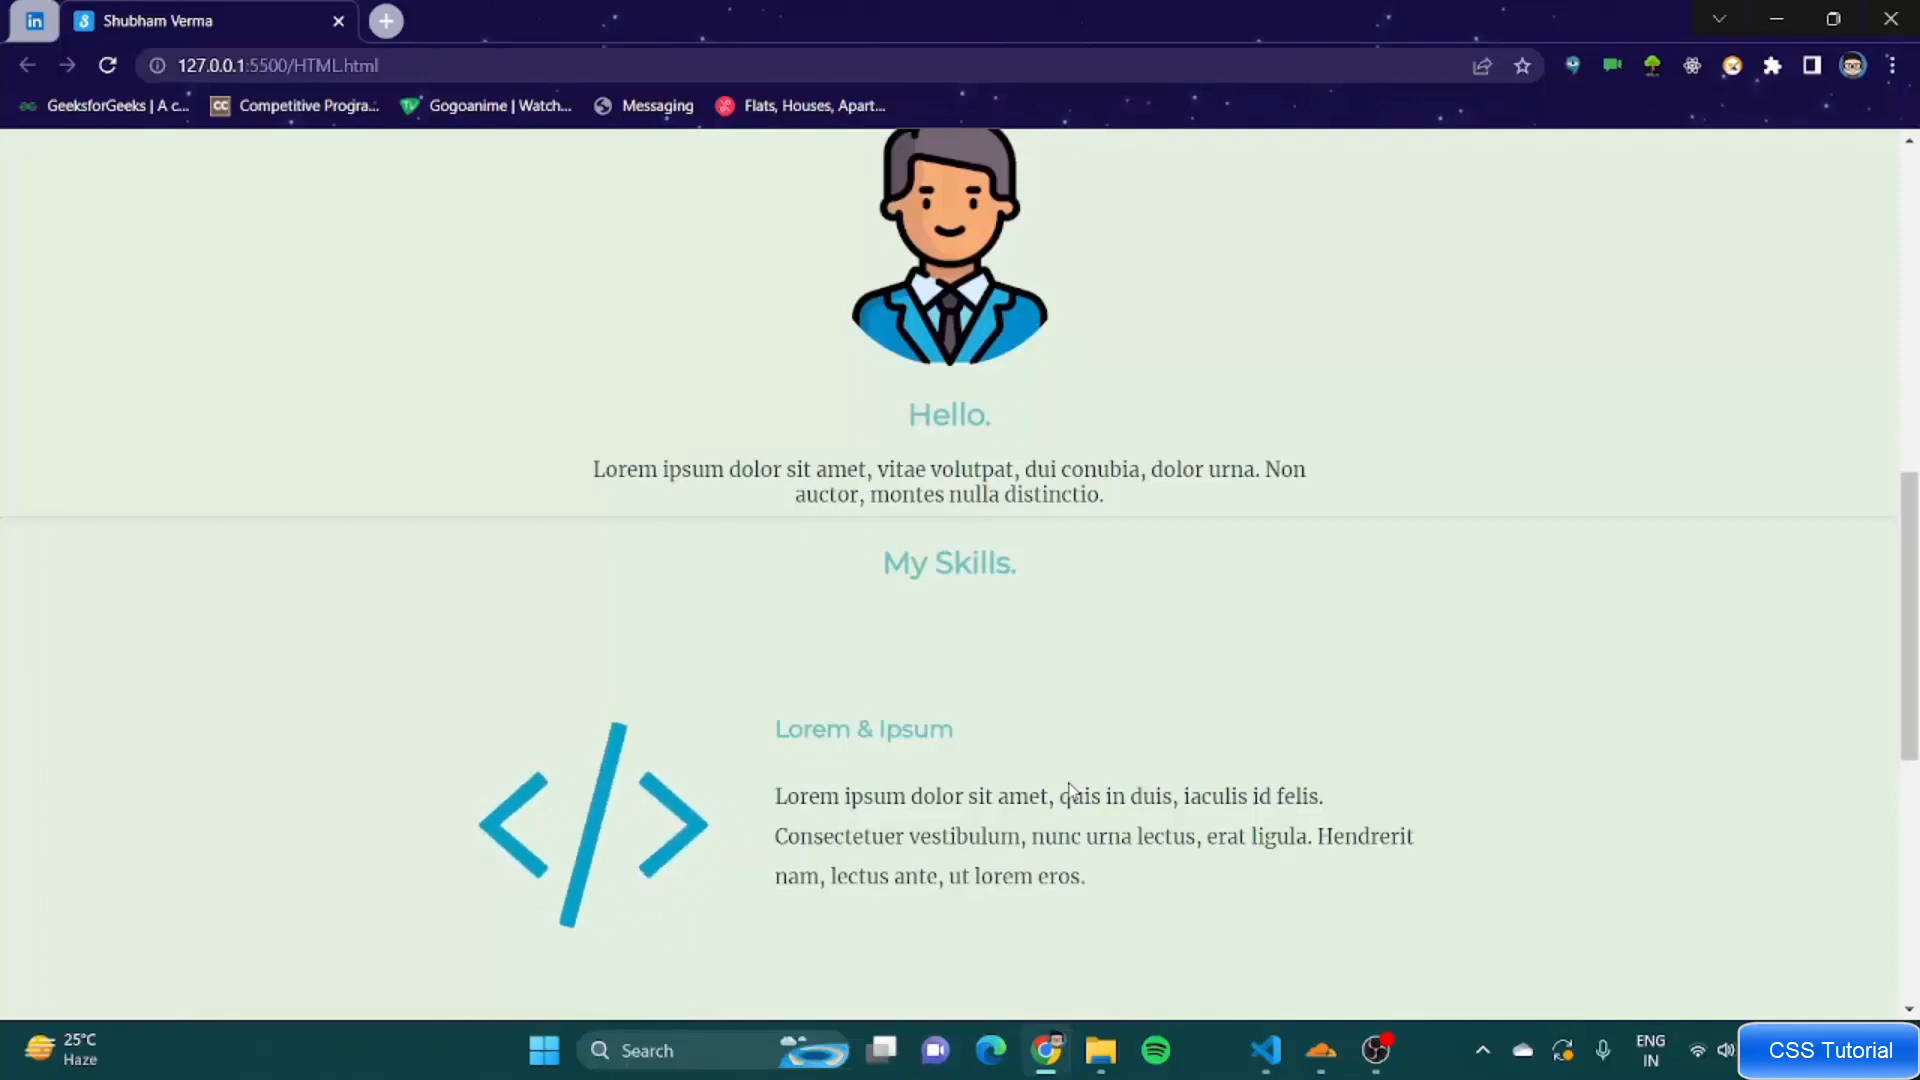 in
Shubham Verma
127.0.0.1:5500/HTML.html
GeeksforGeeks | A c...
CC
Competitive Progra...
Gogoanime | Watch...
Messaging
Flats, Houses, Apart...
Hello.
Lorem ipsum dolor sit amet, vitae volutpat, dui conubia, dolor urna. Non
auctor, montes nulla distinctio.
My Skills.
Lorem & Ipsum
Lorem ipsum dolor sit amet, quis in duis, iaculis id felis.
Consectetuer vestibulum, nunc urna lectus, erat ligula. Hendrerit
nam, lectus ante, ut lorem eros.
25°C
Haze
Search
ENG
IN
CSS Tutorial